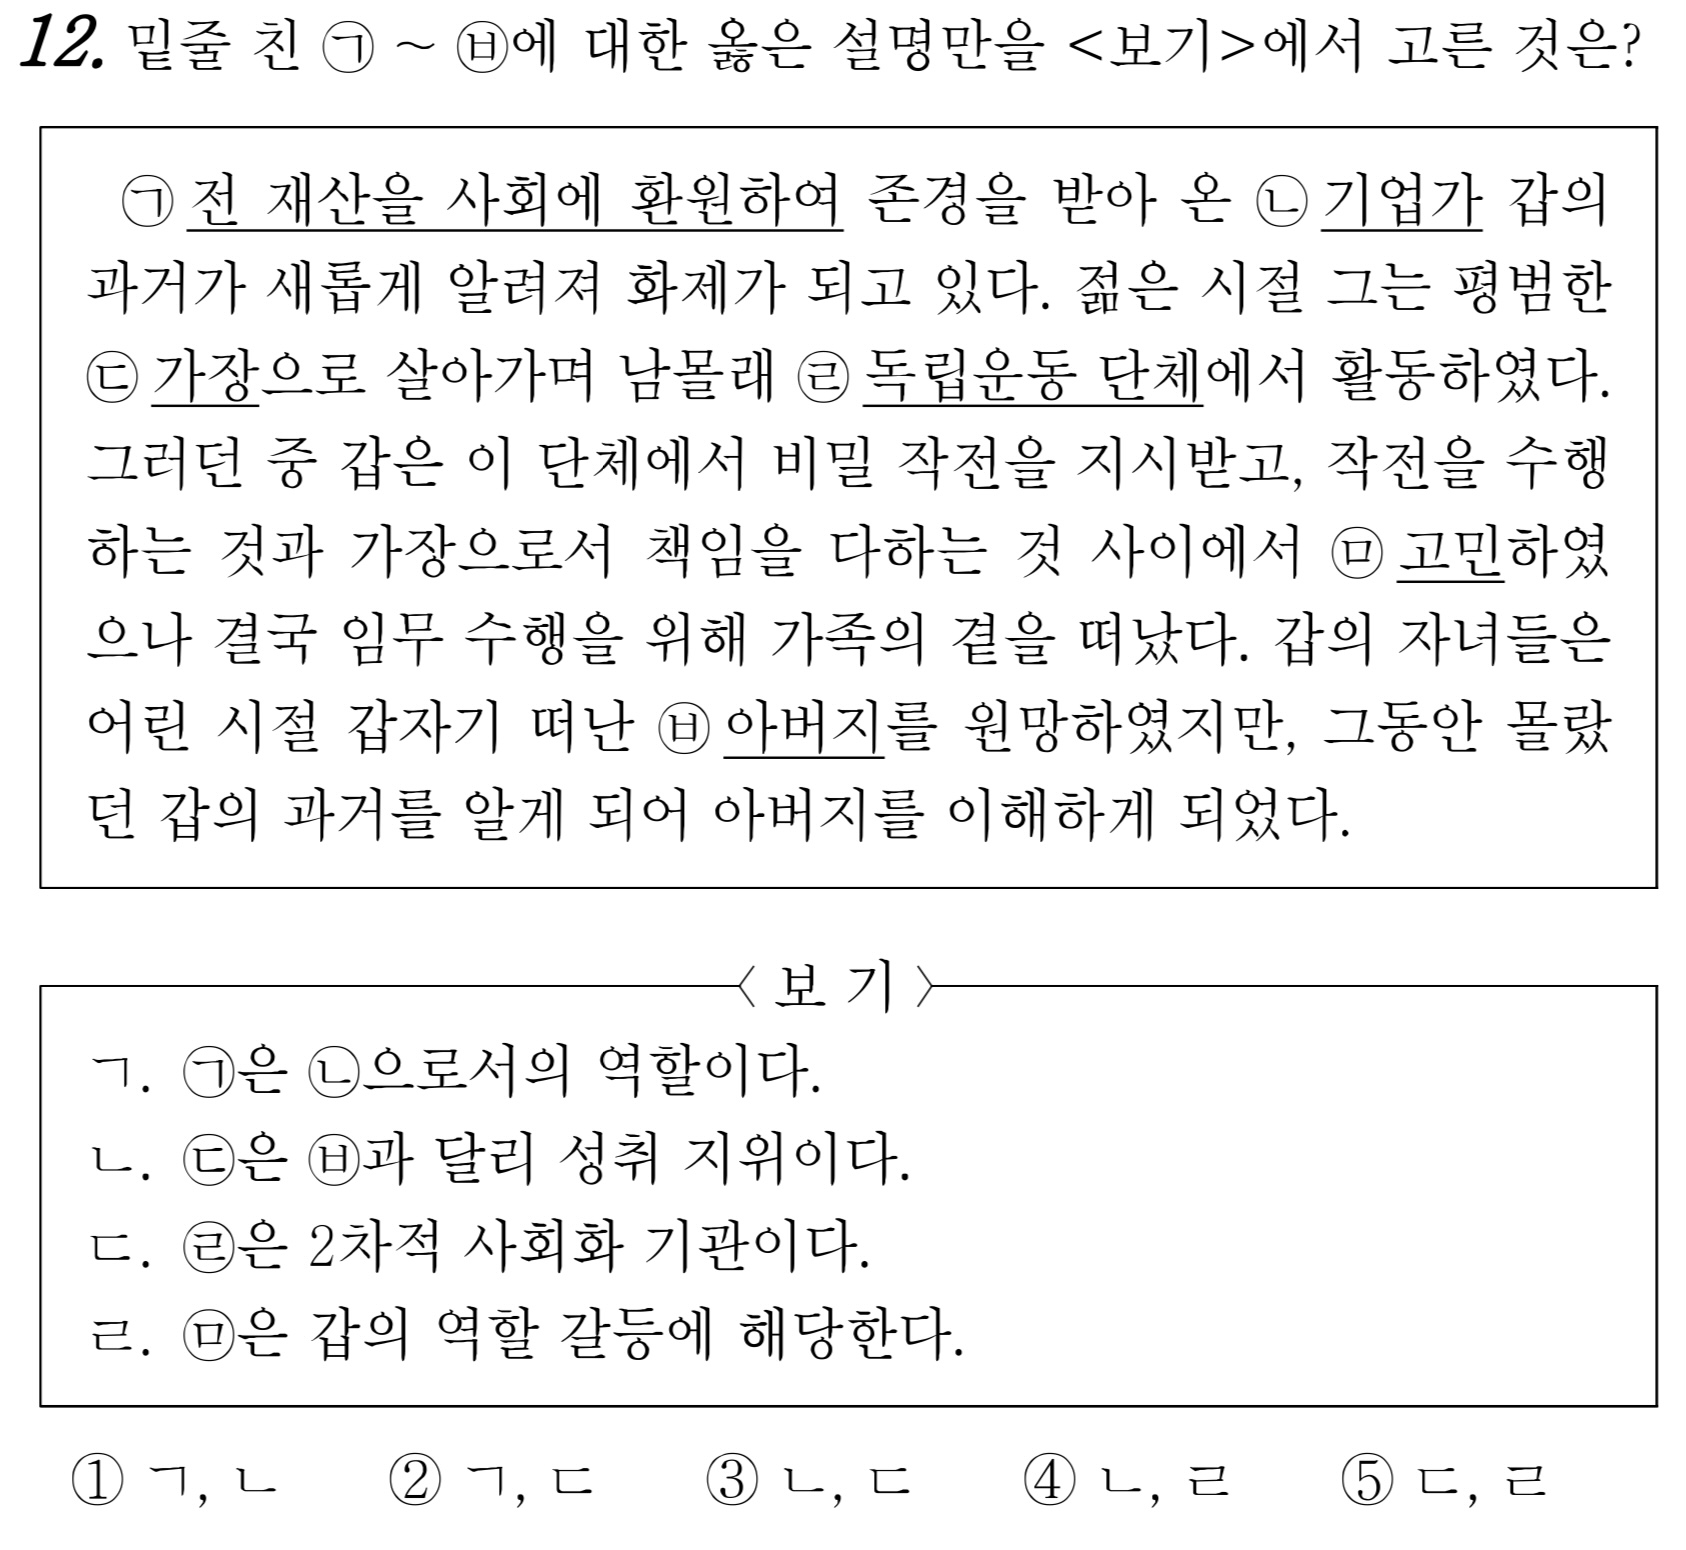 12. 밑줄 친 ㉠ ~ ㉥에 대한 옳은 설명만을 <보기>에서 고른 것은?
㉠ 전 재산을 사회에 환원하여 존경을 받아 온 ㉡ 기업가 갑의
과거가 새롭게 알려져 화제가 되고 있다. 젊은 시절 그는 평범한
㉢ 가장으로 살아가며 남몰래 ㉣ 독립운동 단체에서 활동하였다.
그러던 중 갑은 이 단체에서 비밀 작전을 지시받고, 작전을 수행
하는 것과 가장으로서 책임을 다하는 것 사이에서 ㉤ 고민하였
으나 결국 임무 수행을 위해 가족의 곁을 떠났다. 갑의 자녀들은
어린 시절 갑자기 떠난 ㉥ 아버지를 원망하였지만, 그동안 몰랐
던 갑의 과거를 알게 되어 아버지를 이해하게 되었다.
〈 보 기 〉
ㄱ. ㉠은 ㉡으로서의 역할이다.
ㄴ. ㉢은 ㉥과 달리 성취 지위이다.
ㄷ. ㉣은 2차적 사회화 기관이다.
ㄹ. ㉤은 갑의 역할 갈등에 해당한다.
① ㄱ, ㄴ ② ㄱ, ㄷ ③ ㄴ, ㄷ ④ ㄴ, ㄹ ⑤ ㄷ, ㄹ